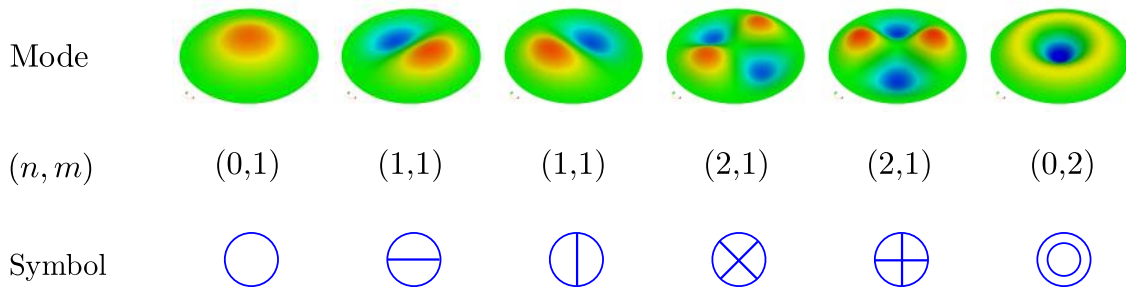 Mode
(n, m) (0,1) (1,1) (1,1) (2,1) (2,1) (0,2)
Symbol